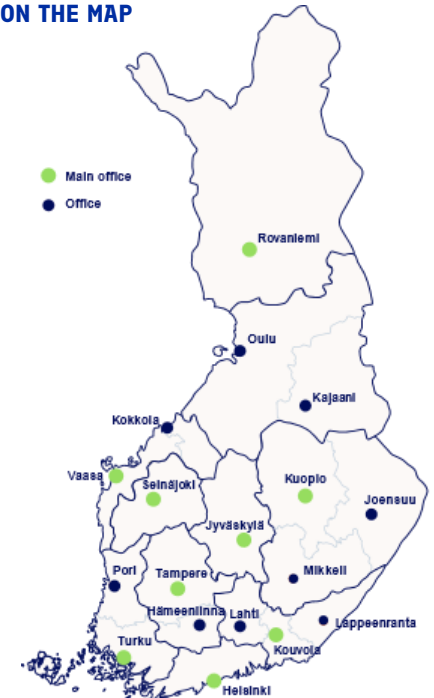 ON THE MAP
Main office
Office
Rovaniemi
Oulu
Kajaani
Kokkola
Vaasa
Seinäjoki
Kuopio
Joensuu
Jyväskylä
Pori
Tampere
Mikkeli
Hämeenlinna
Lahti
Lappeenranta
Turku
Kouvola
Helsinki